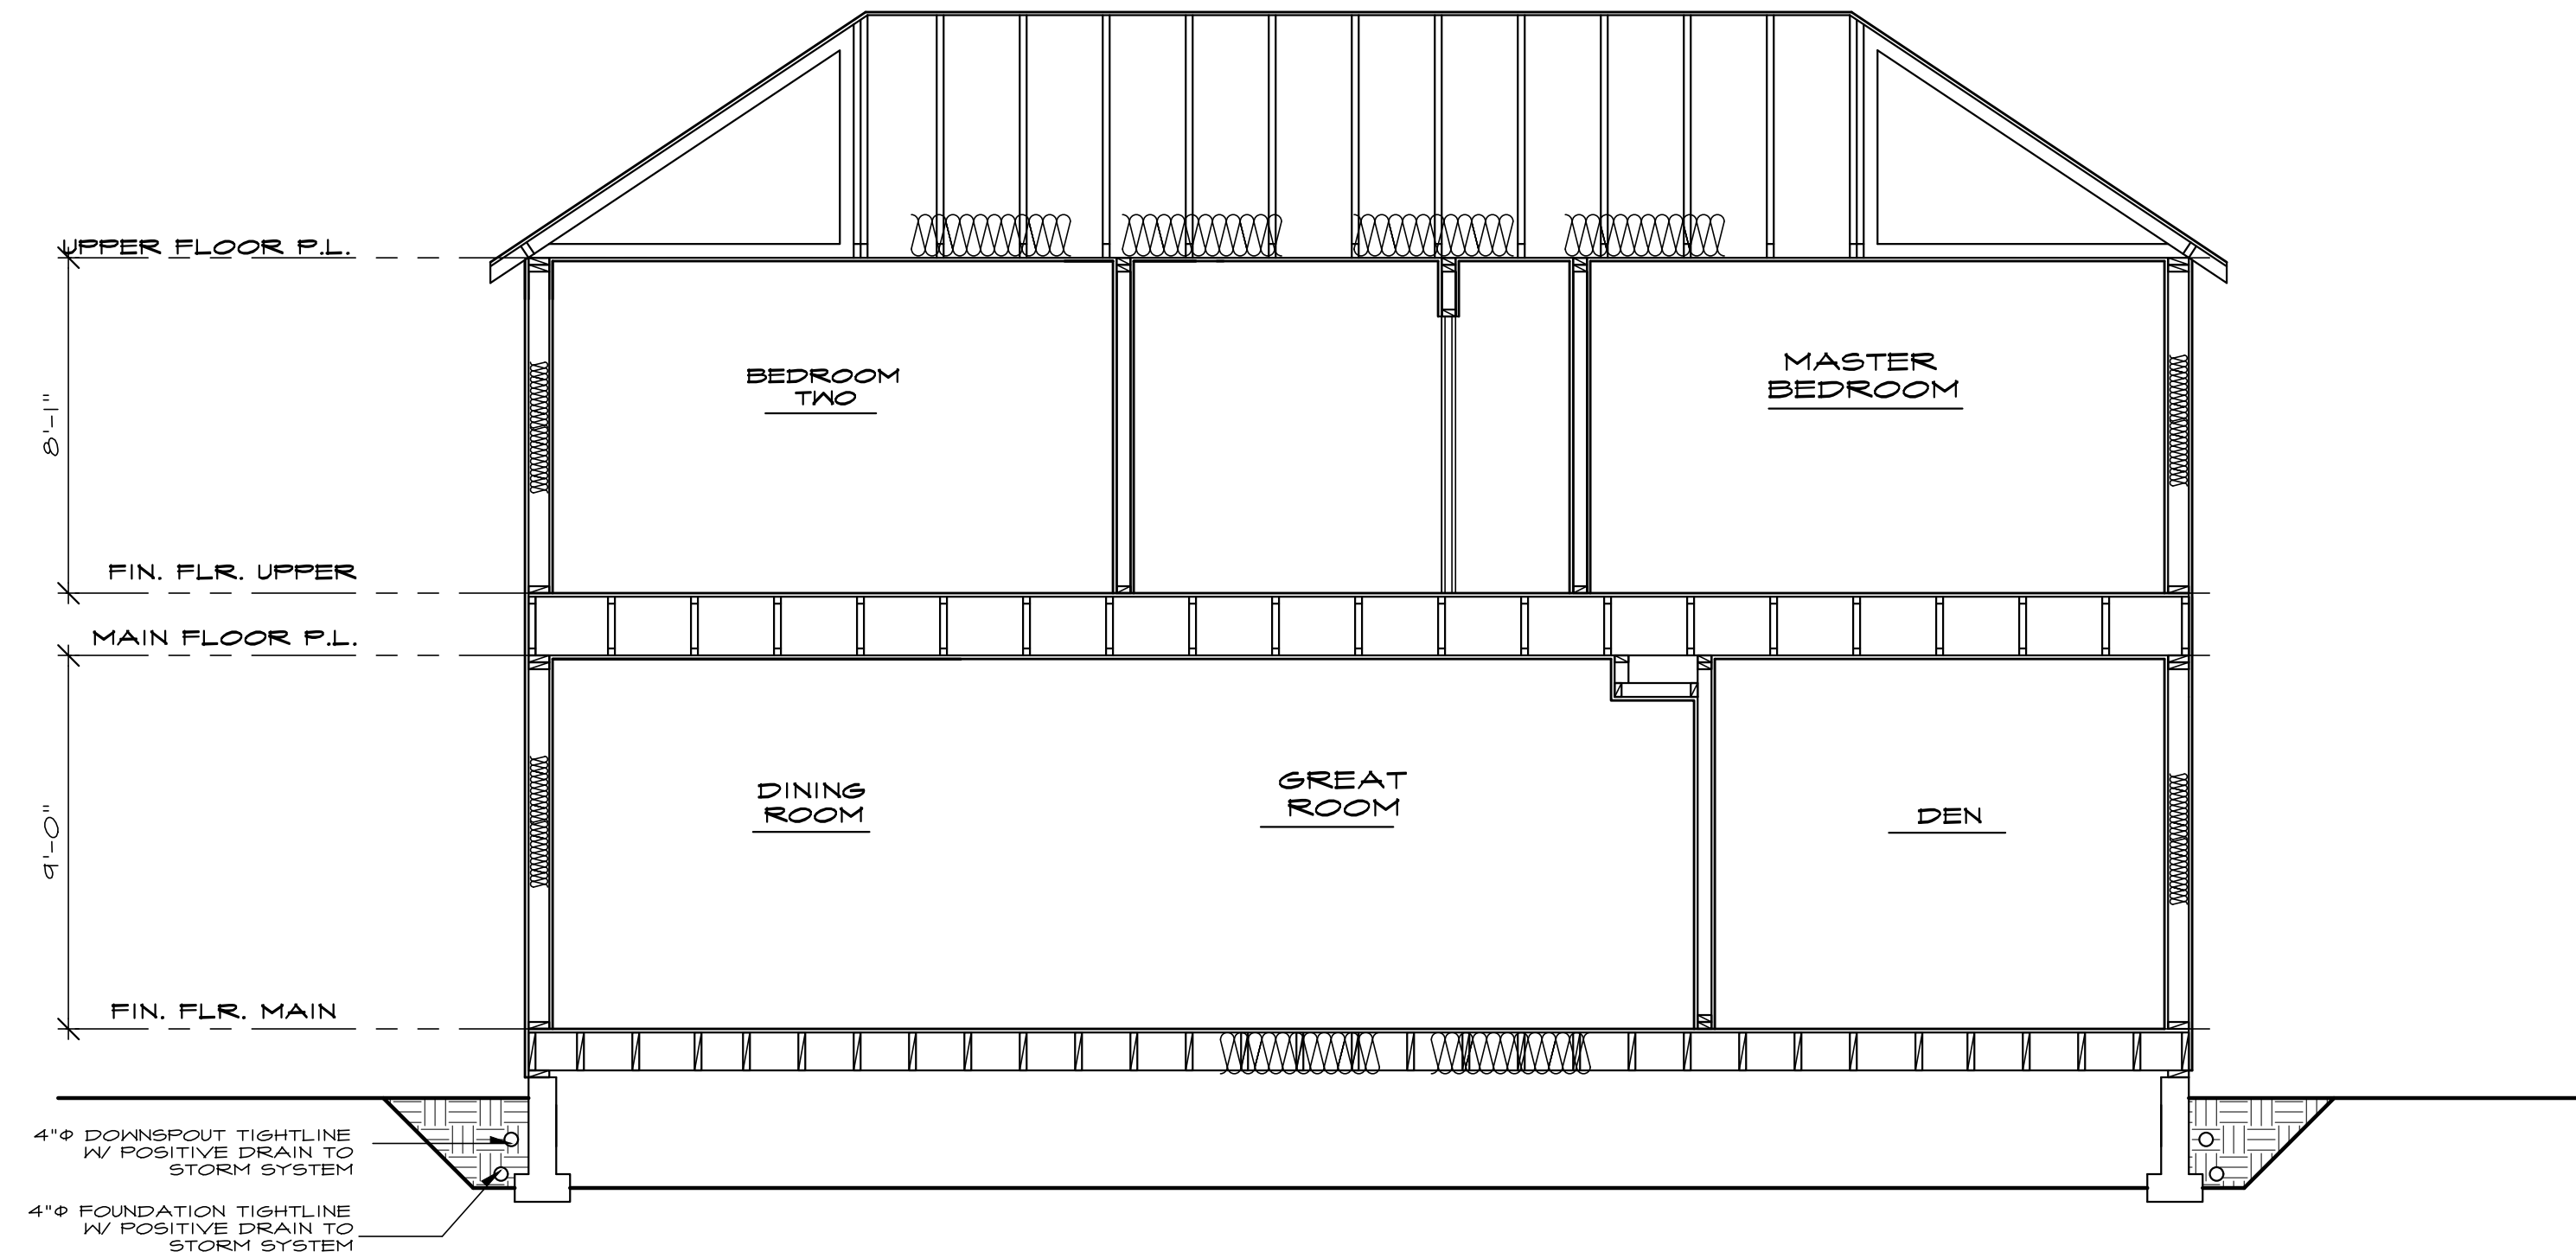 UPPER FLOOR P.L.
8'-1"
BEDROOM
TWO
MASTER
BEDROOM
FIN. FLR. UPPER
MAIN FLOOR P.L.
9'-0"
DINING
ROOM
GREAT
ROOM
DEN
FIN. FLR. MAIN
4"Φ DOWNSPOUT TIGHTLINE
W/ POSITIVE DRAIN TO
STORM SYSTEM
4"Φ FOUNDATION TIGHTLINE
W/ POSITIVE DRAIN TO
STORM SYSTEM